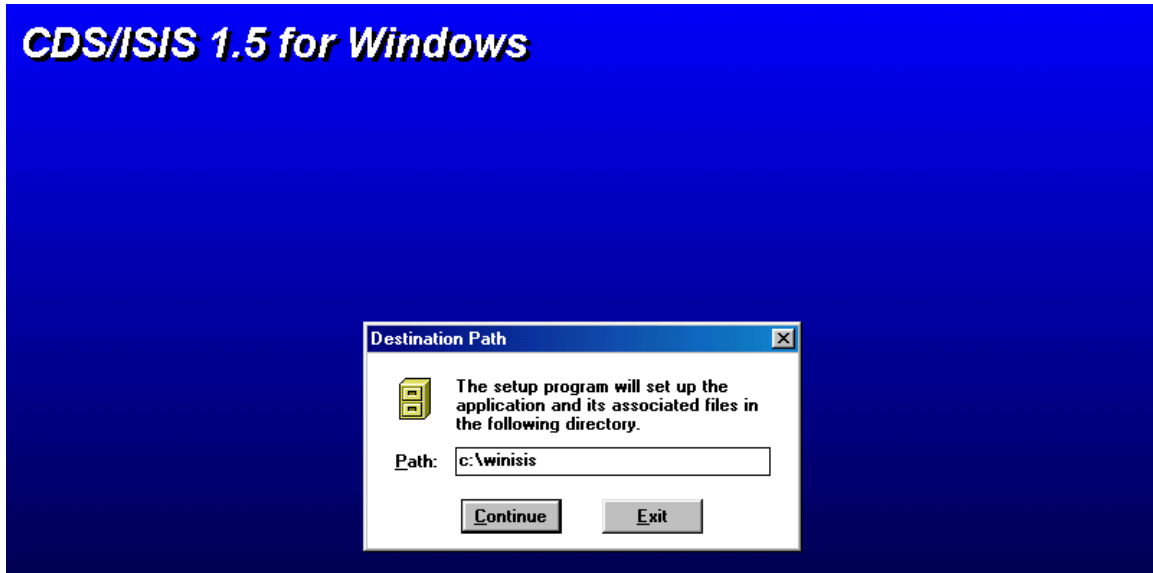 CDS/ISIS 1.5 for Windows
Destination Path
The setup program will set up the
application and its associated files in
the following directory.
Path: c:\winisis
Continue Exit